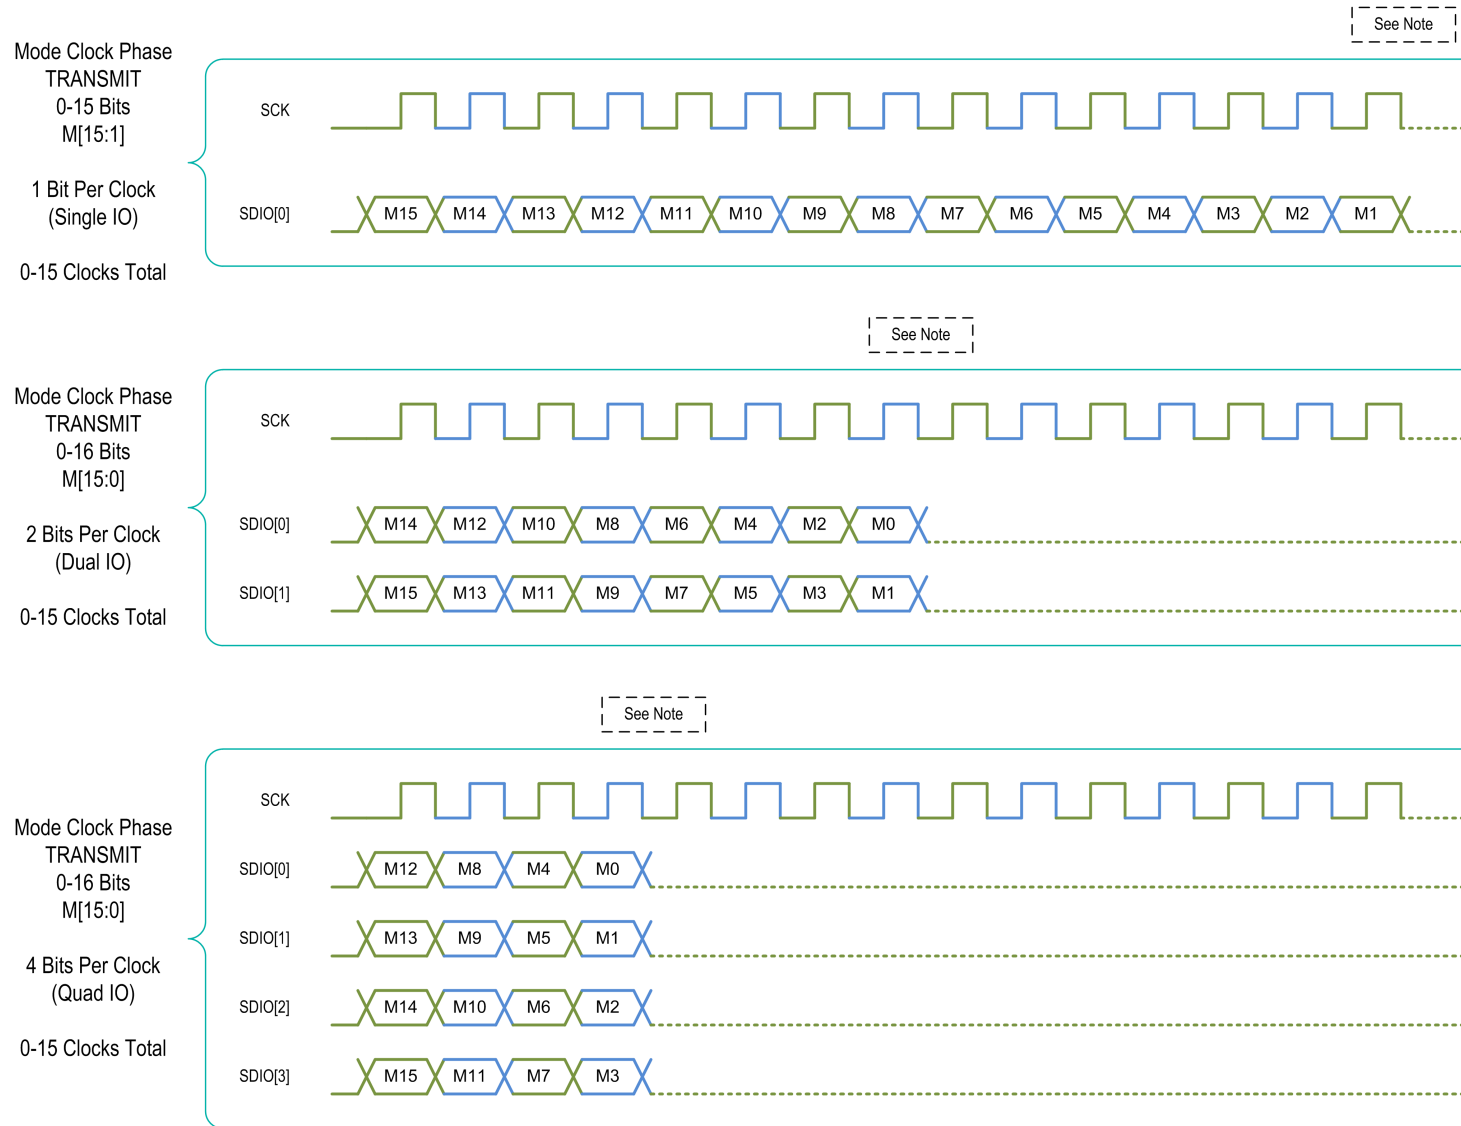 See Note
Mode Clock Phase
TRANSMIT
0-15 Bits
M[15:1]
1 Bit Per Clock
(Single IO)
0-15 Clocks Total
SCK
SDIO[0] M15 M14 M13 M12 M11 M10 M9 M8 M7 M6 M5 M4 M3 M2 M1
See Note
Mode Clock Phase
TRANSMIT
0-16 Bits
M[15:0]
2 Bits Per Clock
(Dual IO)
0-15 Clocks Total
SCK
SDIO[0] M14 M12 M10 M8 M6 M4 M2 M0
SDIO[1] M15 M13 M11 M9 M7 M5 M3 M1
See Note
Mode Clock Phase
TRANSMIT
0-16 Bits
M[15:0]
4 Bits Per Clock
(Quad IO)
0-15 Clocks Total
SCK
SDIO[0] M12 M8 M4 M0
SDIO[1] M13 M9 M5 M1
SDIO[2] M14 M10 M6 M2
SDIO[3] M15 M11 M7 M3